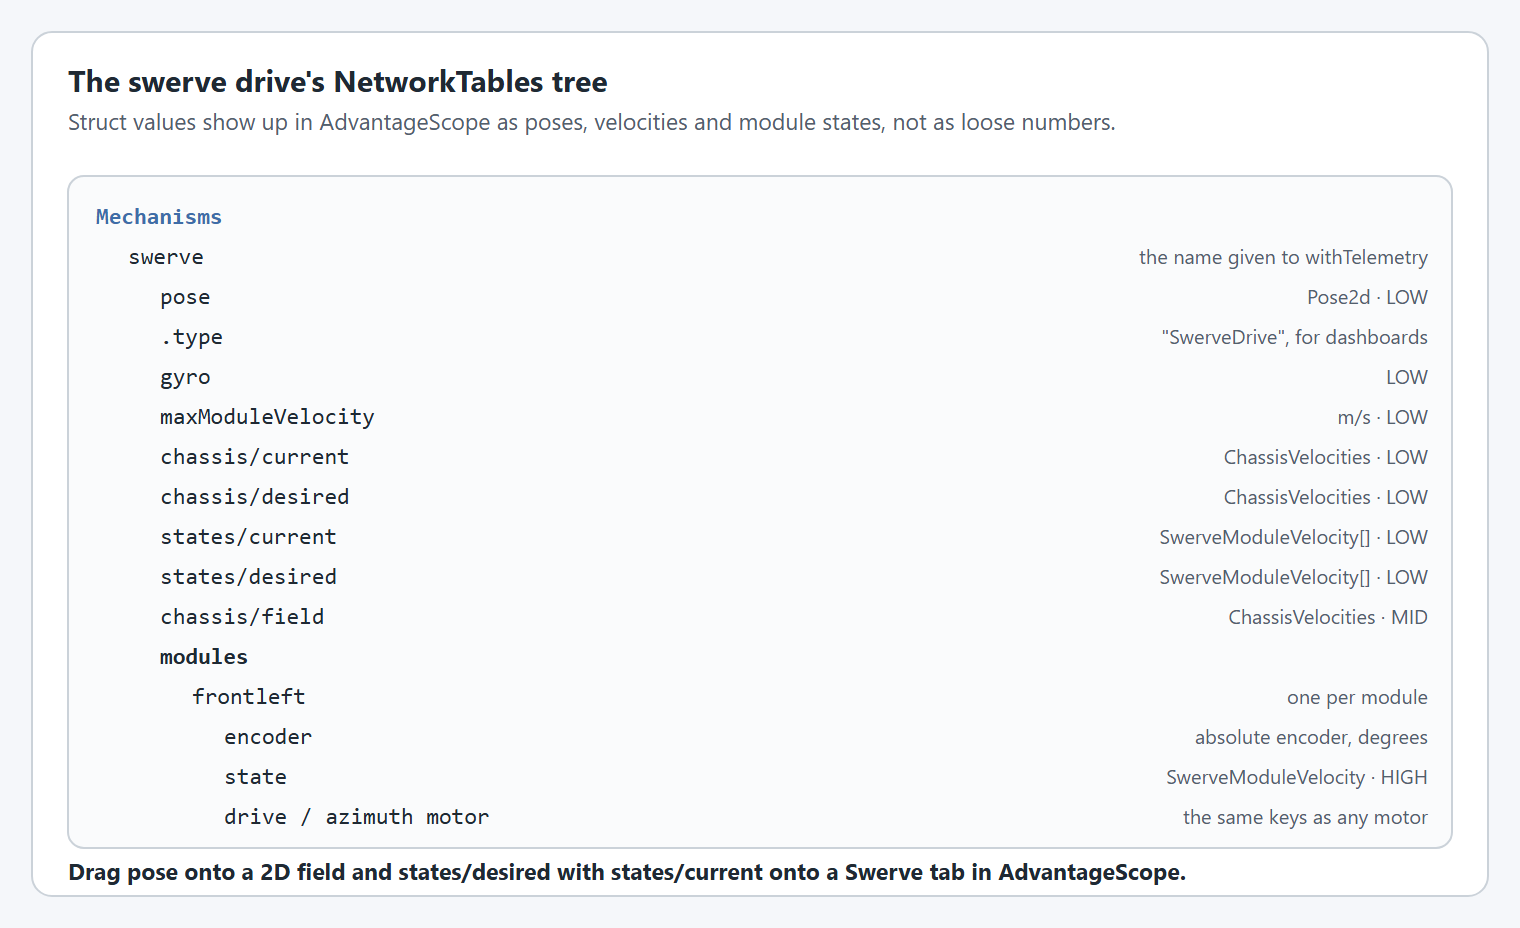 The swerve drive's NetworkTables tree
Struct values show up in AdvantageScope as poses, velocities and module states, not as loose numbers.
Mechanisms
swerve the name given to withTelemetry
pose Pose2d · LOW
.type "SwerveDrive", for dashboards
gyro LOW
maxModuleVelocity m/s · LOW
chassis/current ChassisVelocities · LOW
chassis/desired ChassisVelocities · LOW
states/current SwerveModuleVelocity[] · LOW
states/desired SwerveModuleVelocity[] · LOW
chassis/field ChassisVelocities · MID
modules
frontleft one per module
encoder absolute encoder, degrees
state SwerveModuleVelocity · HIGH
drive / azimuth motor the same keys as any motor
Drag pose onto a 2D field and states/desired with states/current onto a Swerve tab in AdvantageScope.